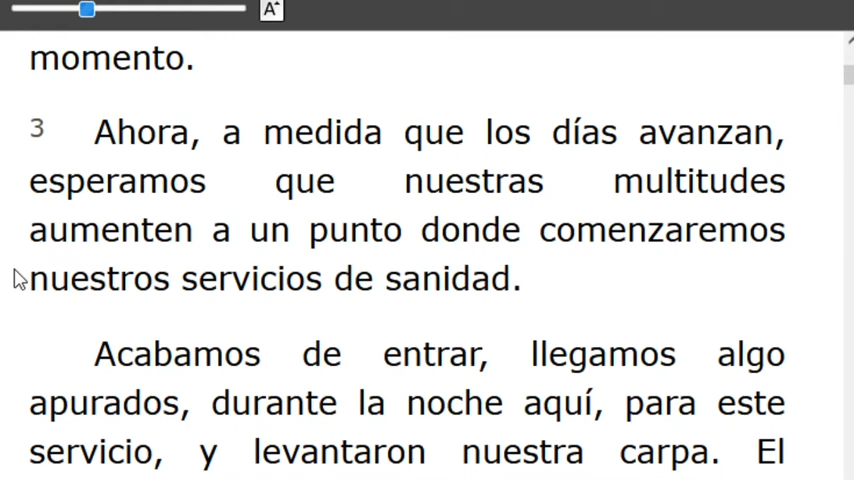 A
momento.
3 Ahora, a medida que los días avanzan,
esperamos que nuestras multitudes
aumenten a un punto donde comenzaremos
nuestros servicios de sanidad.
Acabamos de entrar, llegamos algo
apurados, durante la noche aquí, para este
servicio, y levantaron nuestra carpa. El